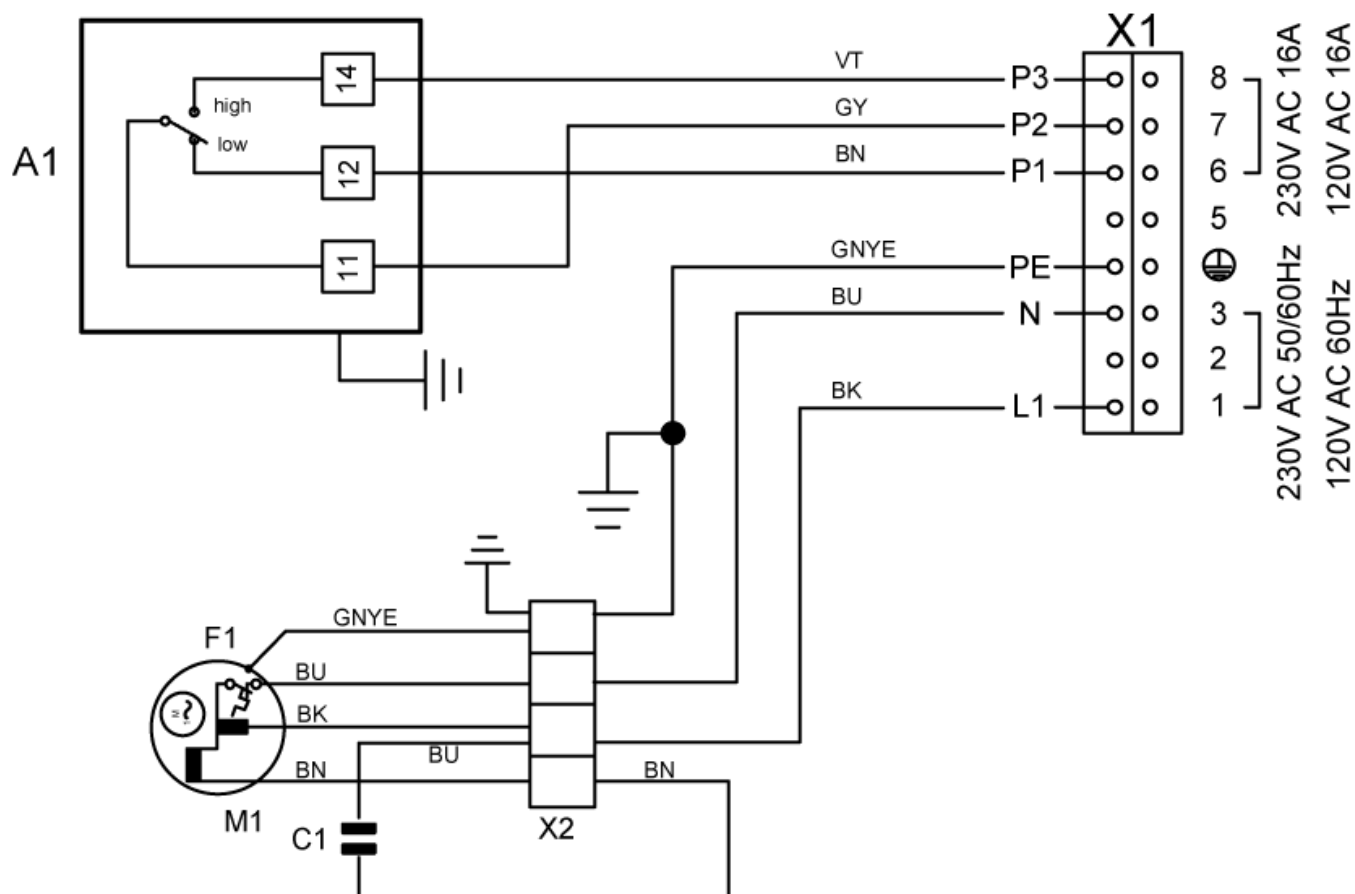 X1
A1
14
high
low
12
11
VT
P3
8
GY
P2
7
BN
P1
6
5
GNYE
PE
BU
N
3
2
BK
L1
1
230V AC 16A
120V AC 16A
230V AC 50/60Hz
120V AC 60Hz
F1
GNYE
BU
M
1
BK
BU
BN
BN
M1
C1
X2